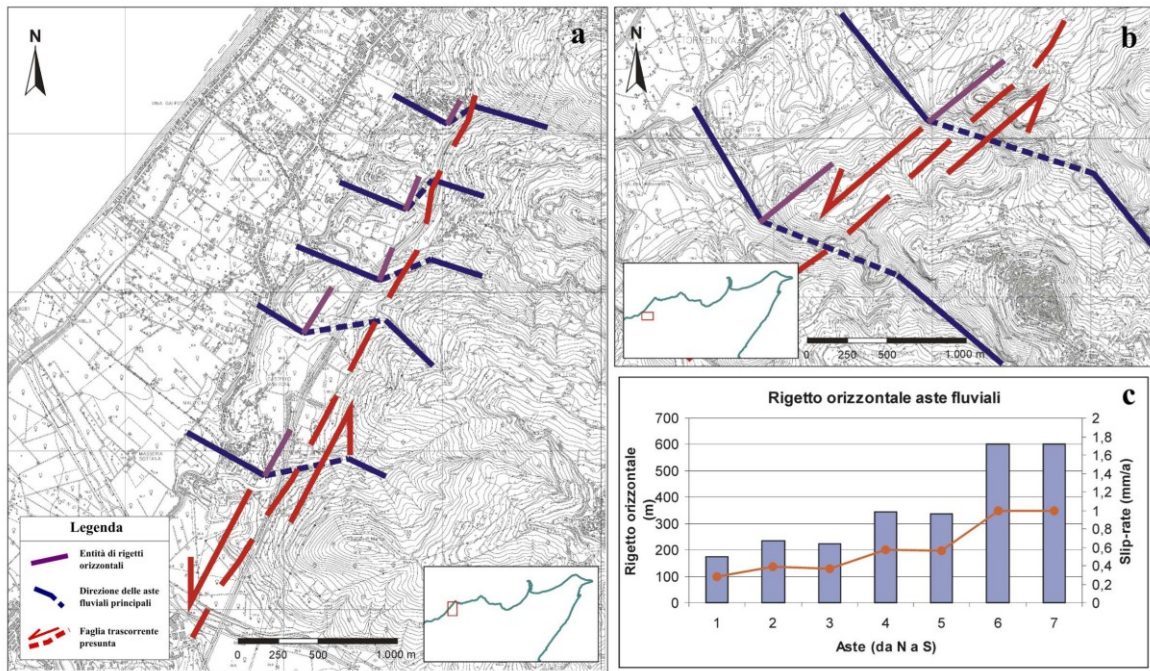 a
N
Legenda
Entità di rigetti
orizzontali
Direzione delle aste
fluviali principali
Faglia trascorrente
presunta
0 250 500 1.000 m
b
N
0 250 500 1.000 m
c
Rigetto orizzontale aste fluviali
Rigetto orizzontale
(m)
700
600
500
400
300
200
100
0
2
1,8
1,6
1,4
1,2
1
0,8
0,6
0,4
0,2
0
Slip-rate (mm/a)
1 2 3 4 5 6 7
Aste (da N a S)